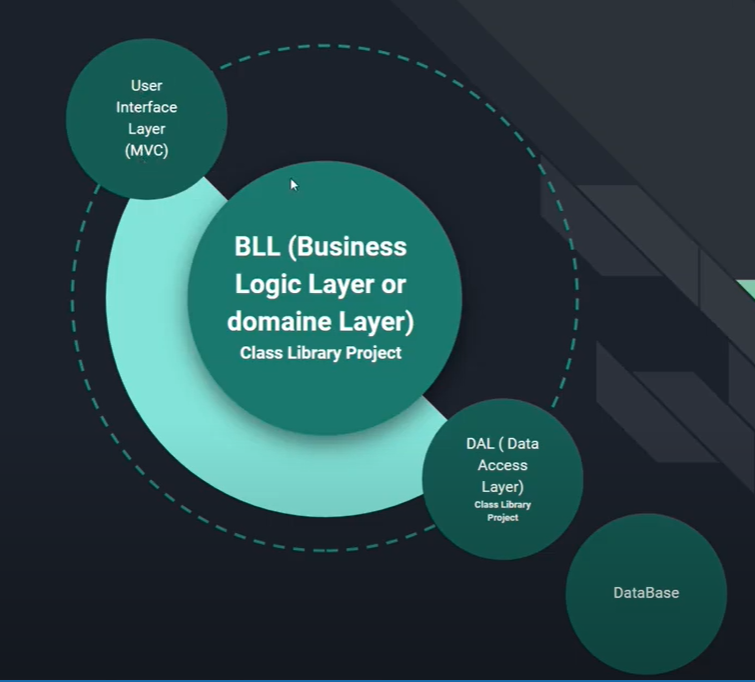 User
Interface
Layer
(MVC)
BLL (Business
Logic Layer or
domaine Layer)
Class Library Project
DAL ( Data
Access
Layer)
Class Library
Project
DataBase